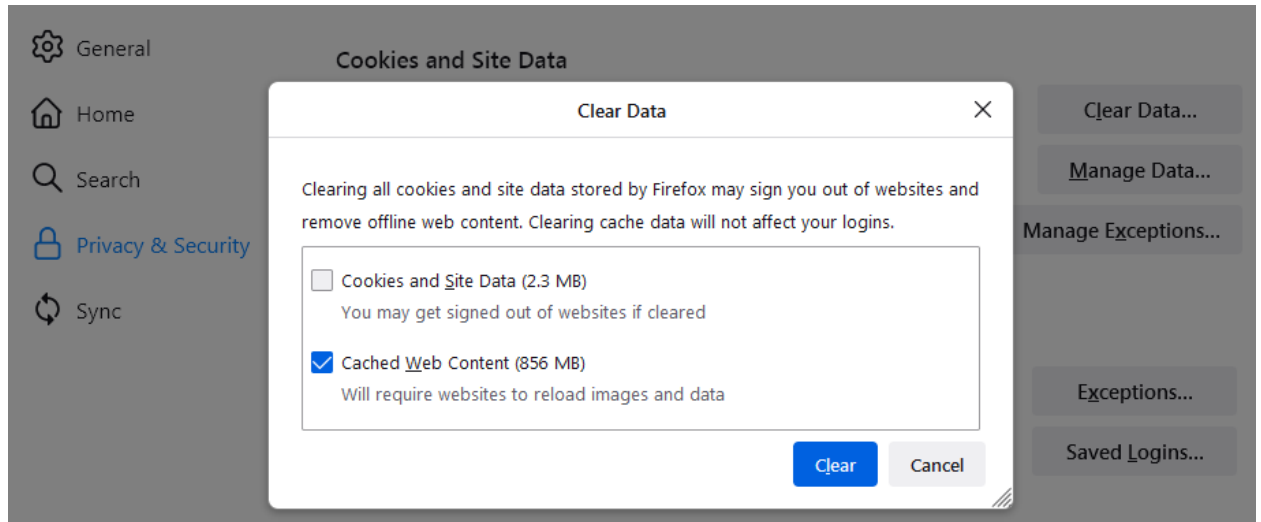 General
Home
Search
Privacy & Security
Sync
Cookies and Site Data
Clear Data...
Manage Data...
Manage Exceptions...
Exceptions...
Saved Logins...
Clear Data
Clearing all cookies and site data stored by Firefox may sign you out of websites and
remove offline web content. Clearing cache data will not affect your logins.
Cookies and Site Data (2.3 MB)
You may get signed out of websites if cleared
Cached Web Content (856 MB)
Will require websites to reload images and data
Clear
Cancel